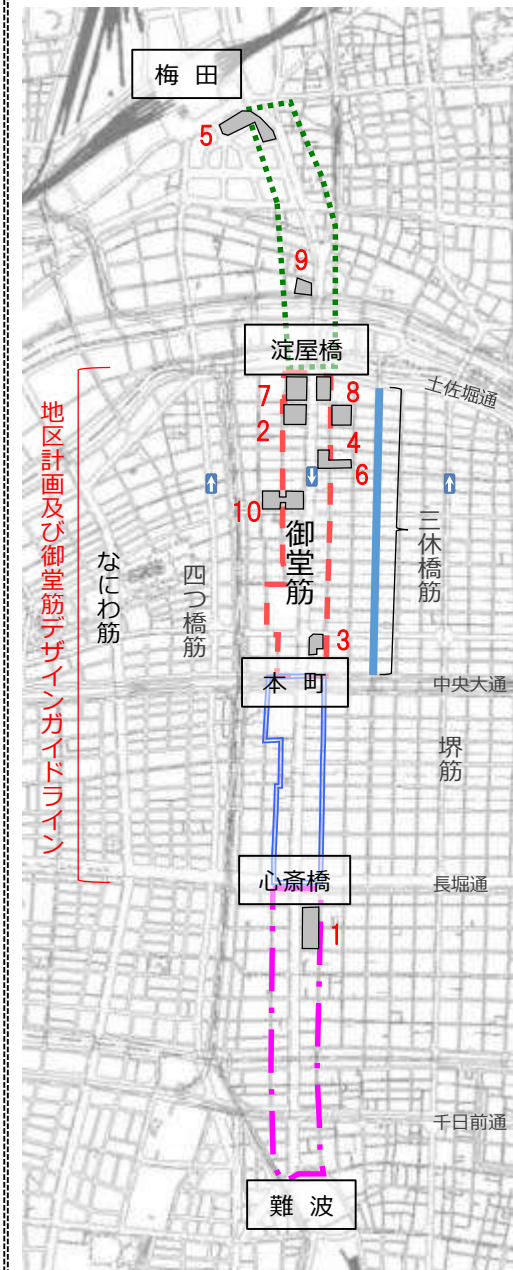 梅 田
5
9
淀屋橋
土佐堀通
7
8
2
4
6
10
御堂筋
三休橋筋
地区計画及び御堂筋デザインガイドライン
なにわ筋
四つ橋筋
3
本 町
中央大通
堺筋
心斎橋
長堀通
1
千日前通
難 波